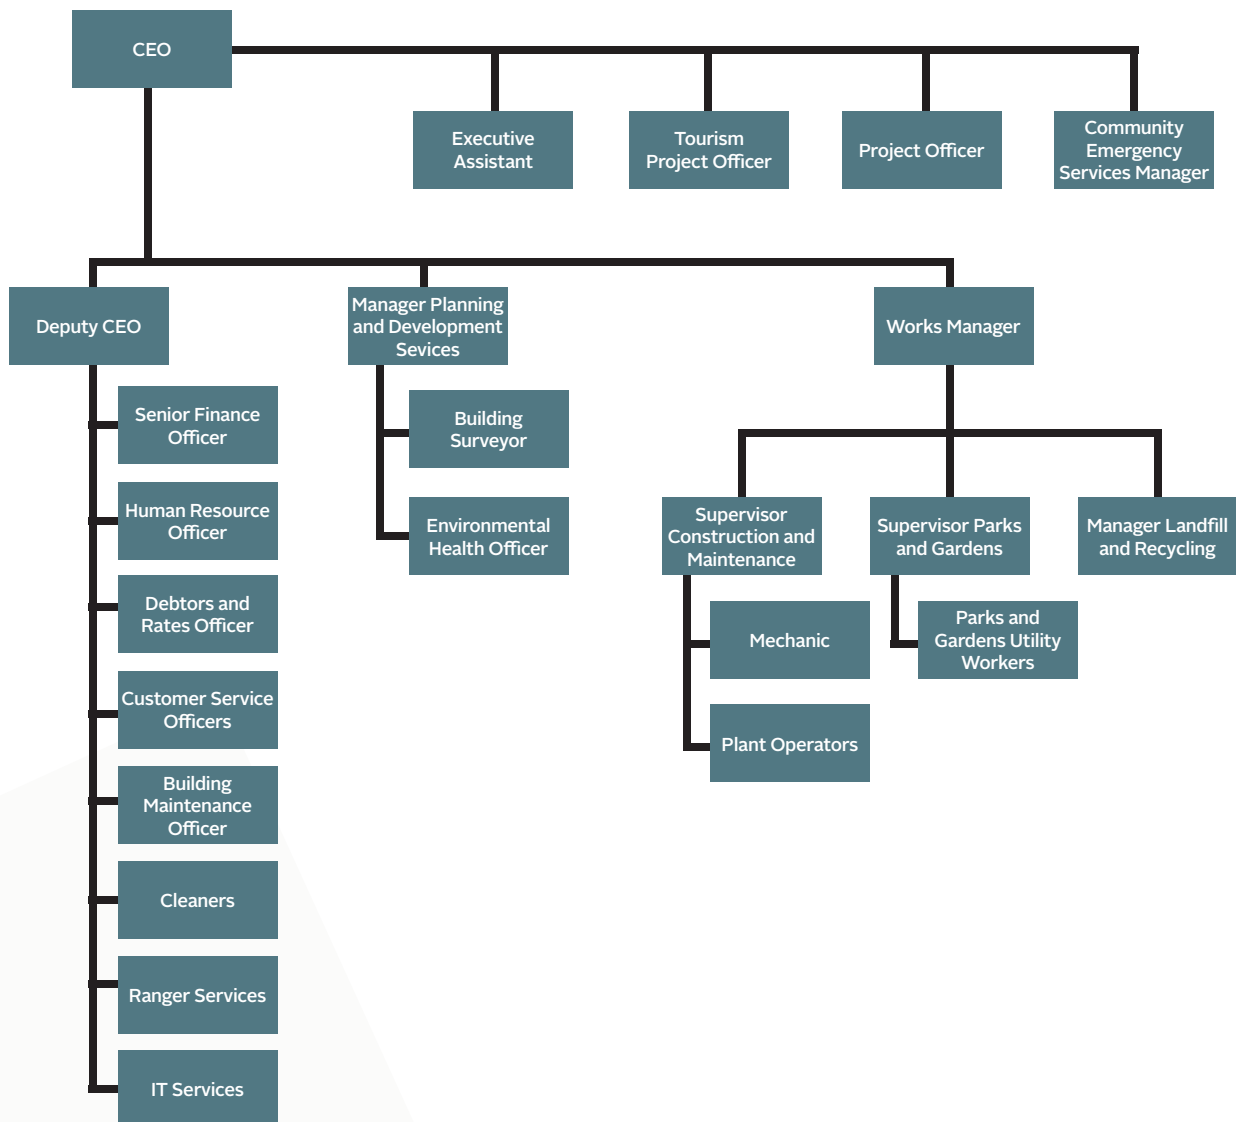 CEO
Executive
Assistant
Tourism
Project Officer
Project Officer
Community
Emergency
Services Manager
Deputy CEO
Manager Planning
and Development
Sevices
Works Manager
Senior Finance
Officer
Human Resource
Officer
Debtors and
Rates Officer
Customer Service
Officers
Building
Maintenance
Officer
Cleaners
Ranger Services
IT Services
Building
Surveyor
Environmental
Health Officer
Supervisor
Construction and
Maintenance
Supervisor Parks
and Gardens
Manager Landfill
and Recycling
Mechanic
Plant Operators
Parks and
Gardens Utility
Workers